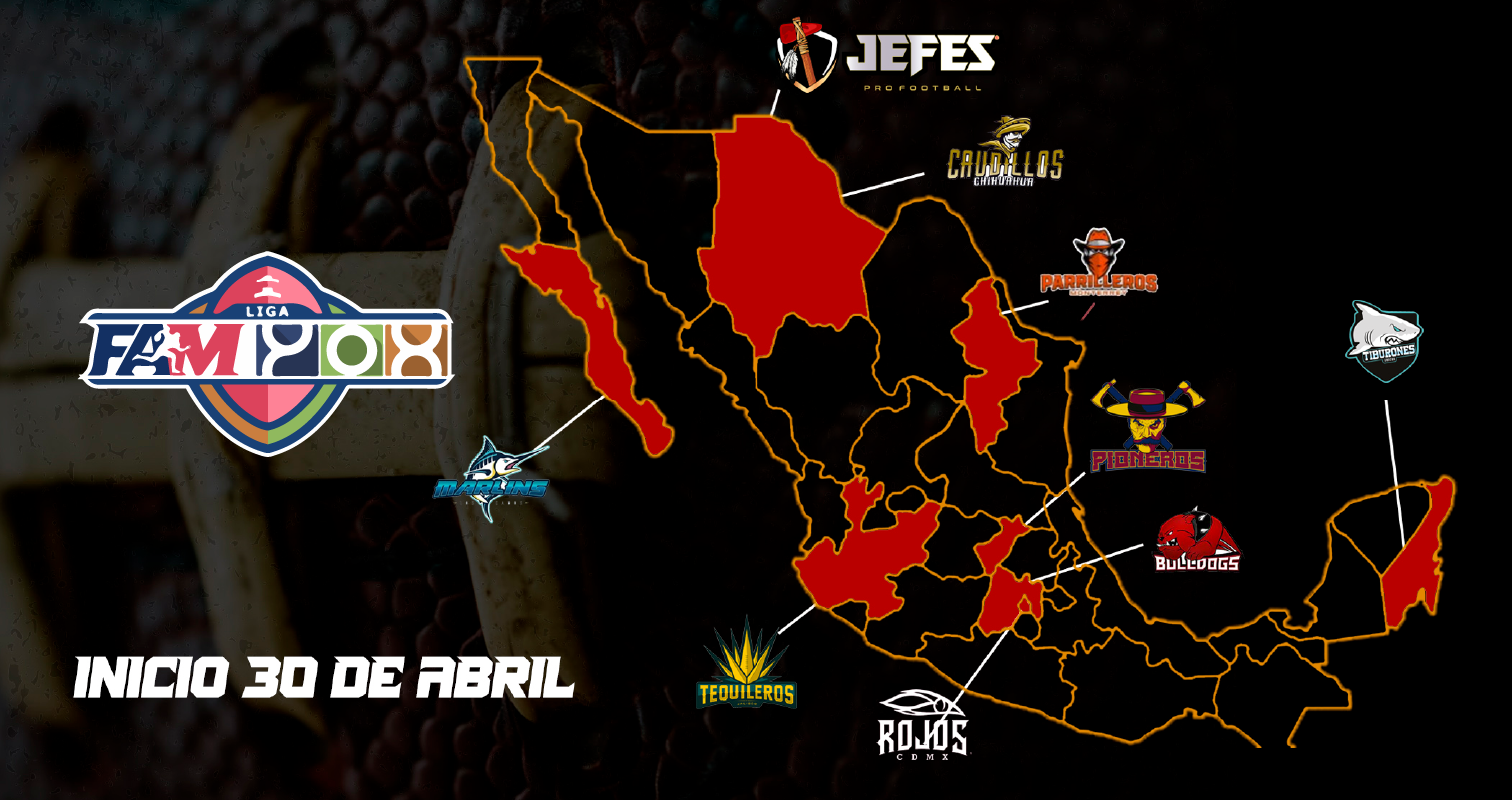 JEFES
PRO FOOTBALL
CAUDILLOS
CHIHUAHUA
PARRILLEROS
MONTERREY
LIGA
FAM
TIBURONES
PIONEROS
MARLINS
BULLDOGS
TEQUILEROS
INICIO 30 DE ABRIL
ROJOS
CDMX